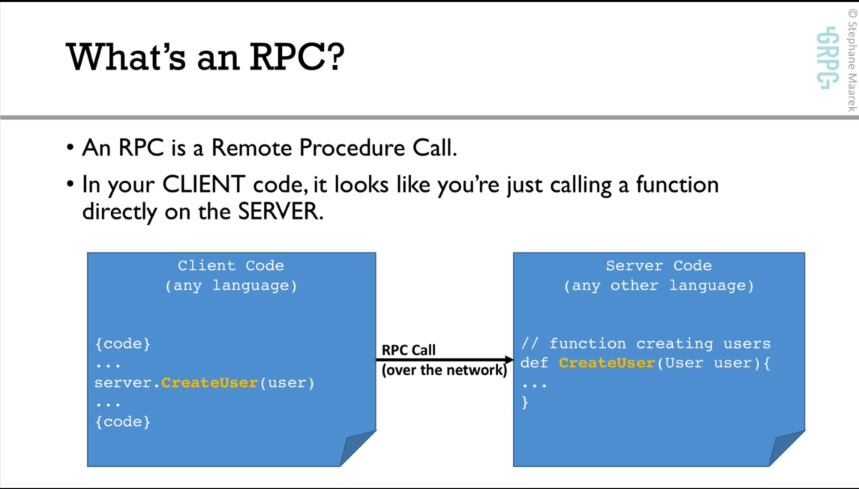 What's an RPC?
© Stephane Maarek
GRPC
• An RPC is a Remote Procedure Call.
• In your CLIENT code, it looks like you're just calling a function
directly on the SERVER.
Client Code
(any language)
{code}
...
server.CreateUser(user)
...
{code}
RPC Call
(over the network)
Server Code
(any other language)
// function creating users
def CreateUser(User user){
...
}